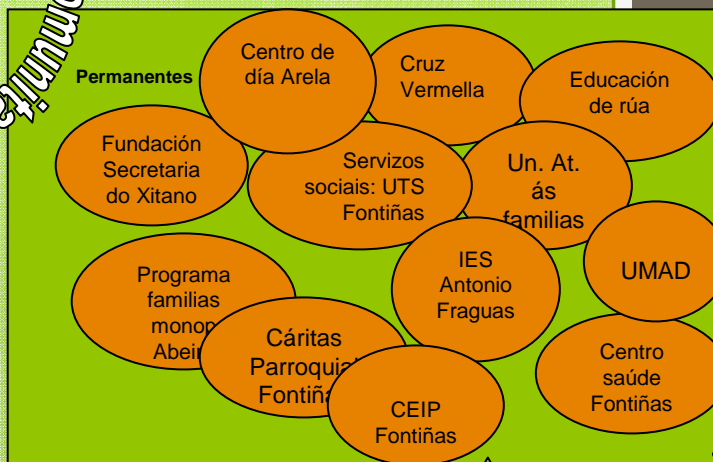 Permanentes
Centro de
día Arela
Cruz
Vermella
Educación
de rúa
Fundación
Secretaria
do Xitano
Servizos
sociais: UTS
Fontiñas
Un. At.
ás
familias
Programa
familias
IES
Antonio
Fraguas
UMAD
Cáritas
CEIP
Fontiñas
Centro
saúde
Fontiñas